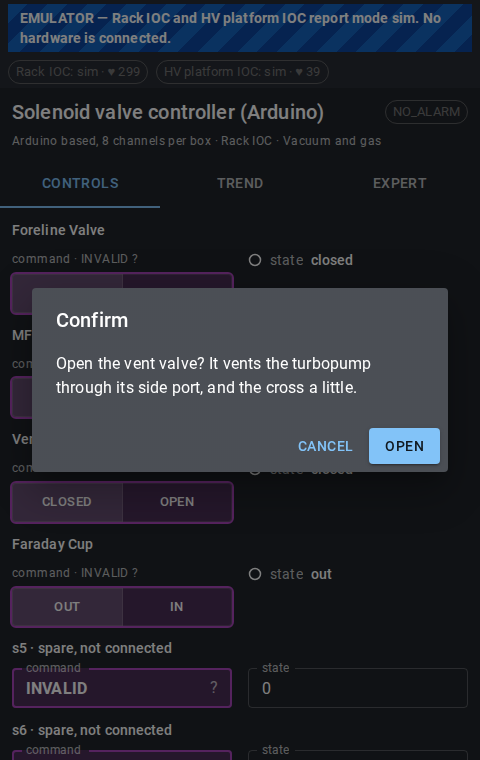 EMULATOR — Rack IOC and HV platform IOC report mode sim. No
hardware is connected.
Rack IOC: sim · ♥ 299
HV platform IOC: sim · ♥ 39
Solenoid valve controller (Arduino)
NO_ALARM
Arduino based, 8 channels per box · Rack IOC · Vacuum and gas
CONTROLS
TREND
EXPERT
Foreline Valve
command · INVALID ?
state closed
MF
Confirm
Open the vent valve? It vents the turbopump
through its side port, and the cross a little.
CANCEL
OPEN
state closed
CLOSED
OPEN
Faraday Cup
command · INVALID ?
state out
OUT
IN
s5 · spare, not connected
command
INVALID
?
state
0
s6 · spare, not connected
command
state